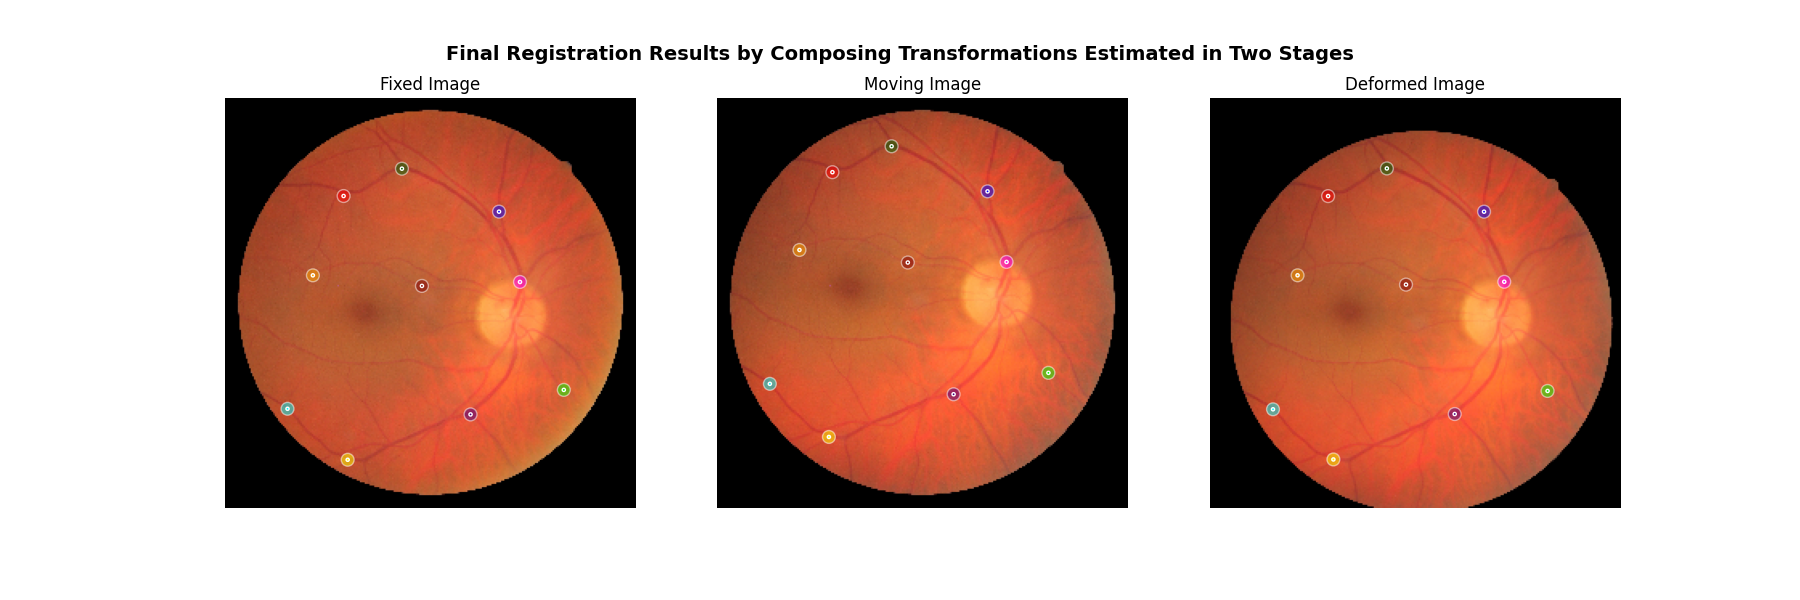 Final Registration Results by Composing Transformations Estimated in Two Stages
Fixed Image
Moving Image
Deformed Image